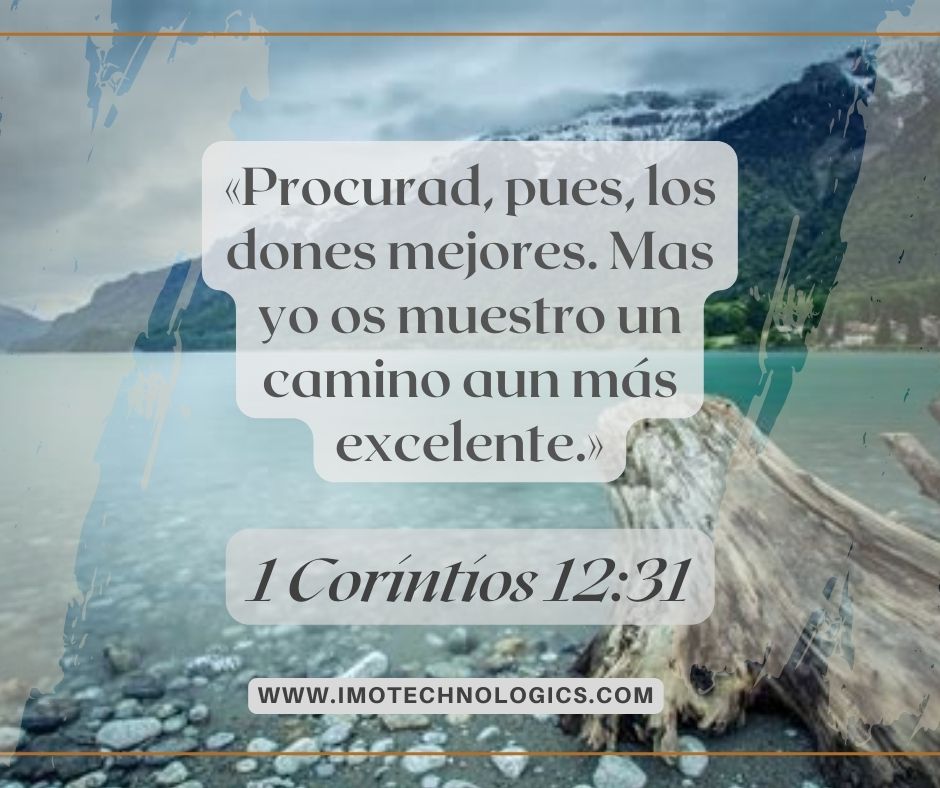 «Procurad, pues, los
dones mejores. Mas
yo os muestro un
camino aun más
excelente.»
1 Coríntíos 12:31
WWW.IMOTECHNOLOGICS.COM